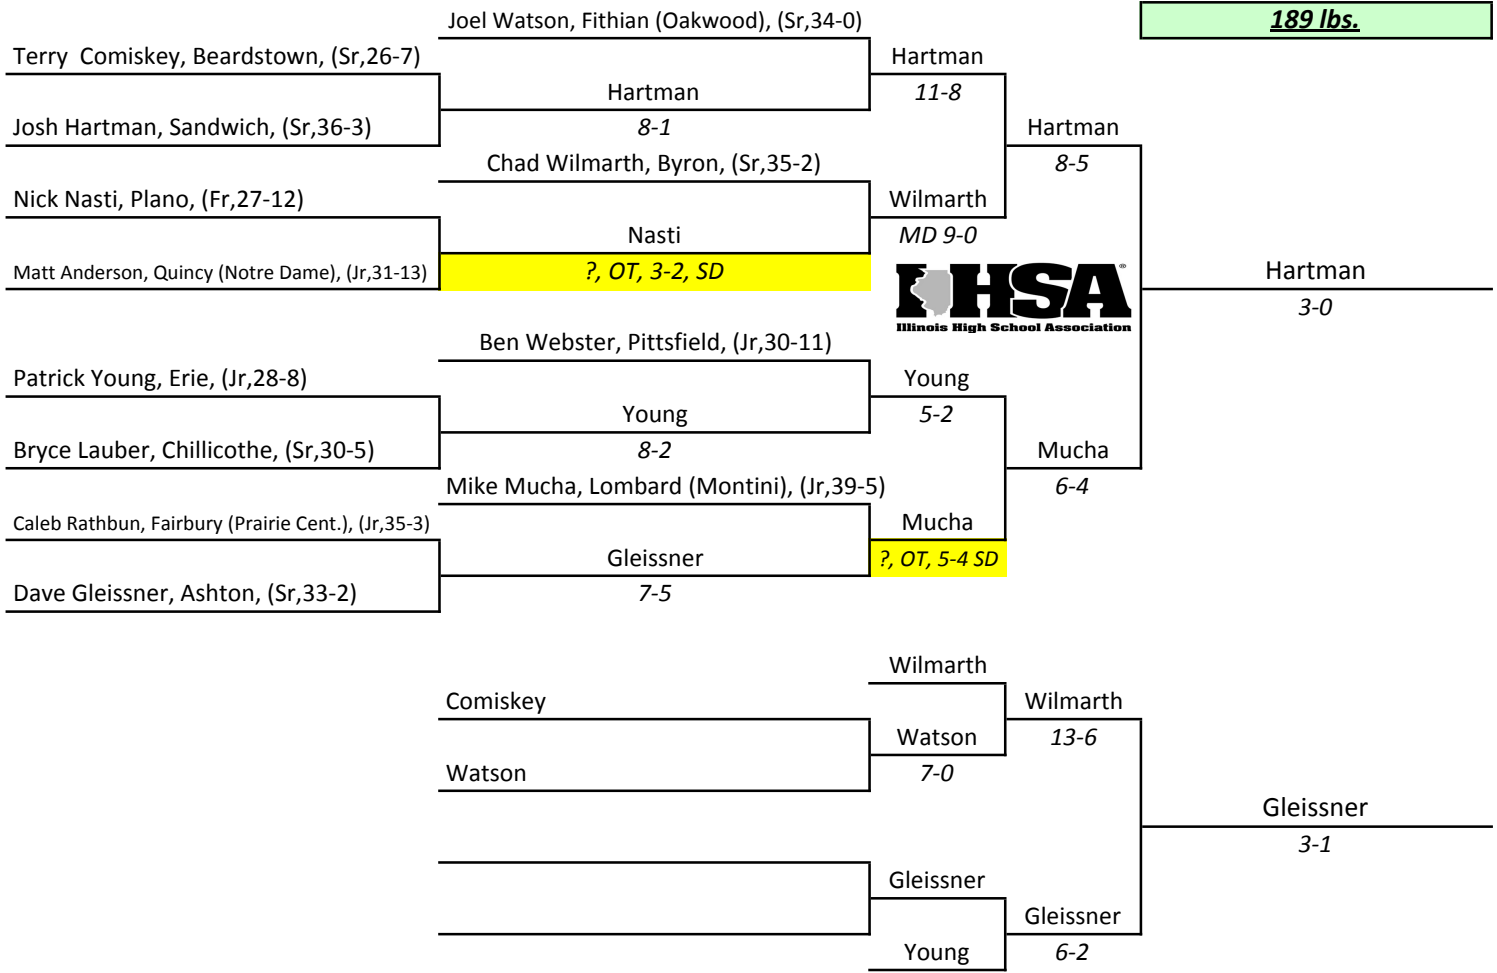 Joel Watson, Fithian (Oakwood), (Sr,34-0)
189 lbs.
Terry  Comiskey, Beardstown, (Sr,26-7)
Hartman
Hartman
11-8
Josh Hartman, Sandwich, (Sr,36-3)
8-1
Hartman
Chad Wilmarth, Byron, (Sr,35-2)
8-5
Nick Nasti, Plano, (Fr,27-12)
Wilmarth
Nasti
MD 9-0
Matt Anderson, Quincy (Notre Dame), (Jr,31-13)
?, OT, 3-2, SD
IHSA®
Hartman
Illinois High School Association
3-0
Ben Webster, Pittsfield, (Jr,30-11)
Patrick Young, Erie, (Jr,28-8)
Young
Young
5-2
Bryce Lauber, Chillicothe, (Sr,30-5)
8-2
Mucha
Mike Mucha, Lombard (Montini), (Jr,39-5)
6-4
Caleb Rathbun, Fairbury (Prairie Cent.), (Jr,35-3)
Mucha
Gleissner
?, OT, 5-4 SD
Dave Gleissner, Ashton, (Sr,33-2)
7-5
Wilmarth
Comiskey
Wilmarth
Watson
13-6
Watson
7-0
Gleissner
3-1
Gleissner
Gleissner
Young
6-2